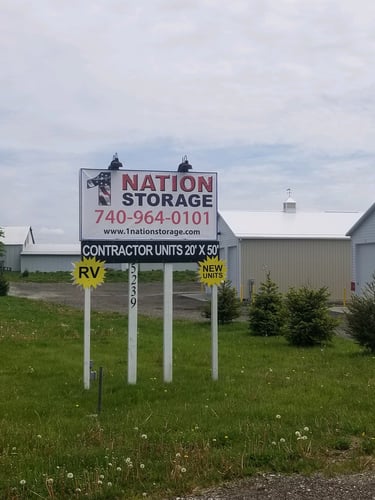 1 NATION
STORAGE
740-964-0101
www.1nationstorage.com
CONTRACTOR UNITS 20' X 50'
RV
NEW
UNITS
5239